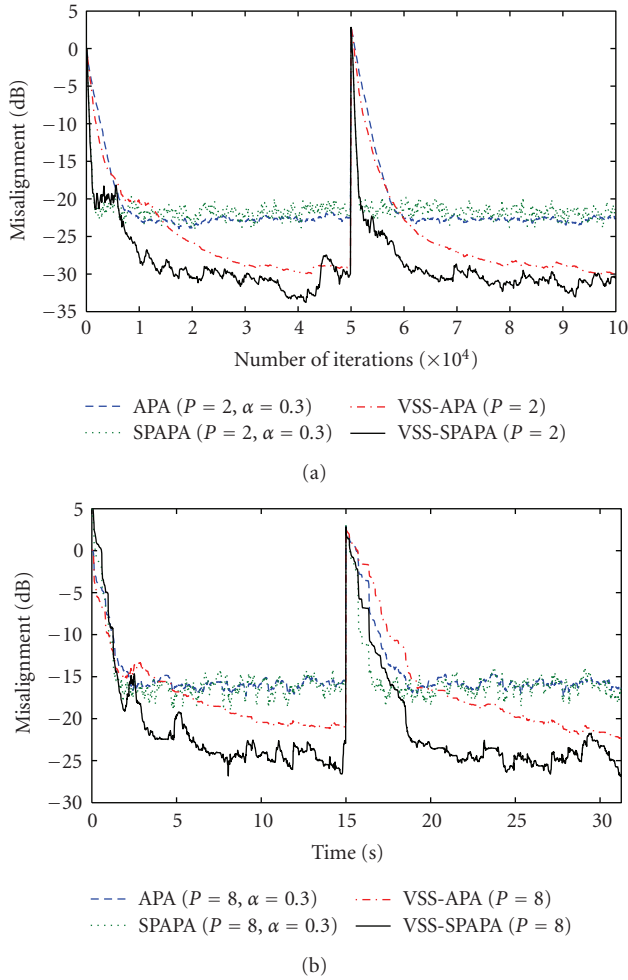 5
0
−5
−10
−15
−20
−25
−30
−35
Misalignment (dB)
0 1 2 3 4 5 6 7 8 9 10
Number of iterations (×10⁴)
APA (P = 2, α = 0.3) VSS-APA (P = 2)
SPAPA (P = 2, α = 0.3) VSS-SPAPA (P = 2)
(a)
5
0
−5
−10
−15
−20
−25
−30
Misalignment (dB)
0 5 10 15 20 25 30
Time (s)
APA (P = 8, α = 0.3) VSS-APA (P = 8)
SPAPA (P = 8, α = 0.3) VSS-SPAPA (P = 8)
(b)